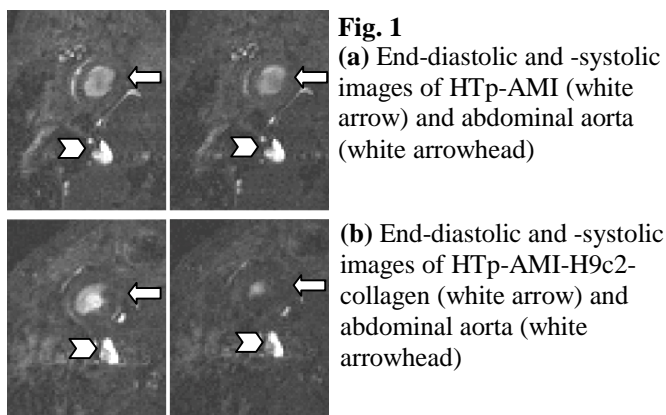 Fig. 1
(a) End-diastolic and -systolic
images of HTp-AMI (white
arrow) and abdominal aorta
(white arrowhead)
(b) End-diastolic and -systolic
images of HTp-AMI-H9c2-
collagen (white arrow) and
abdominal aorta (white
arrowhead)